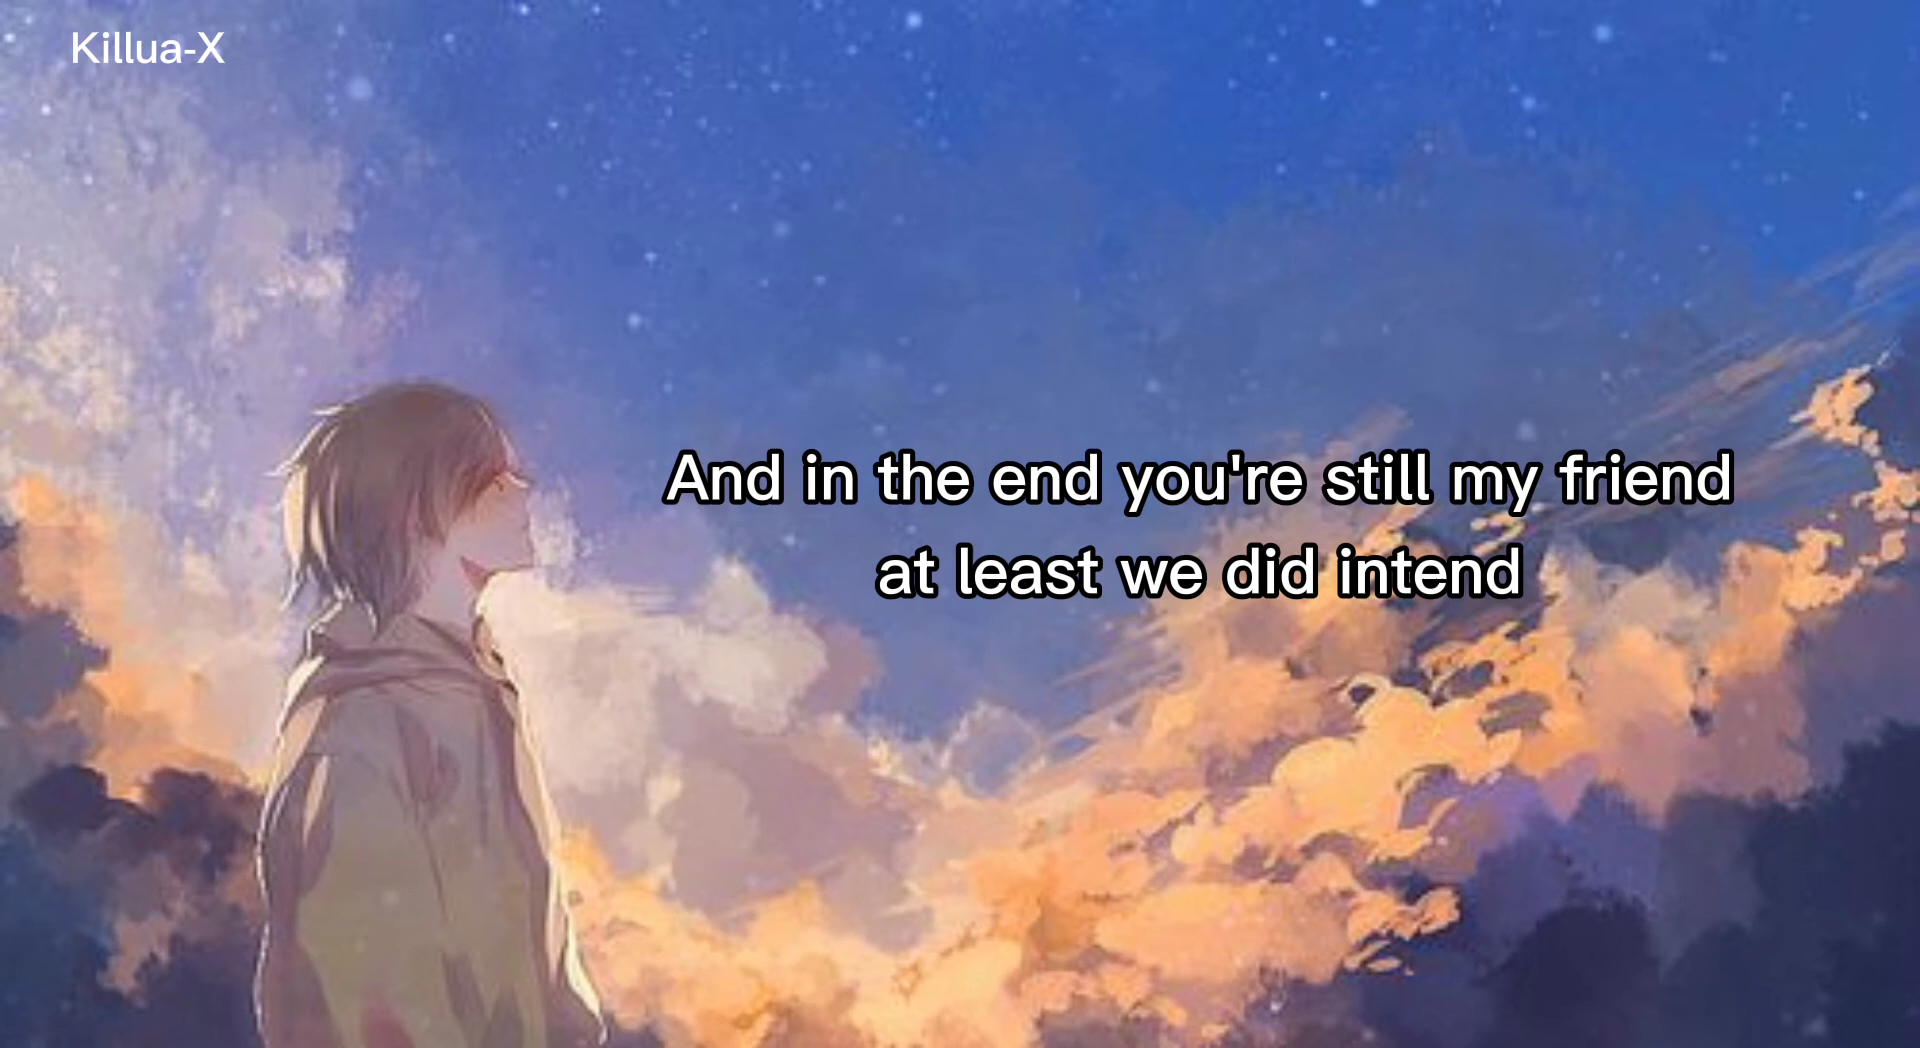 Killua-X
And in the end you're still my friend
at least we did intend